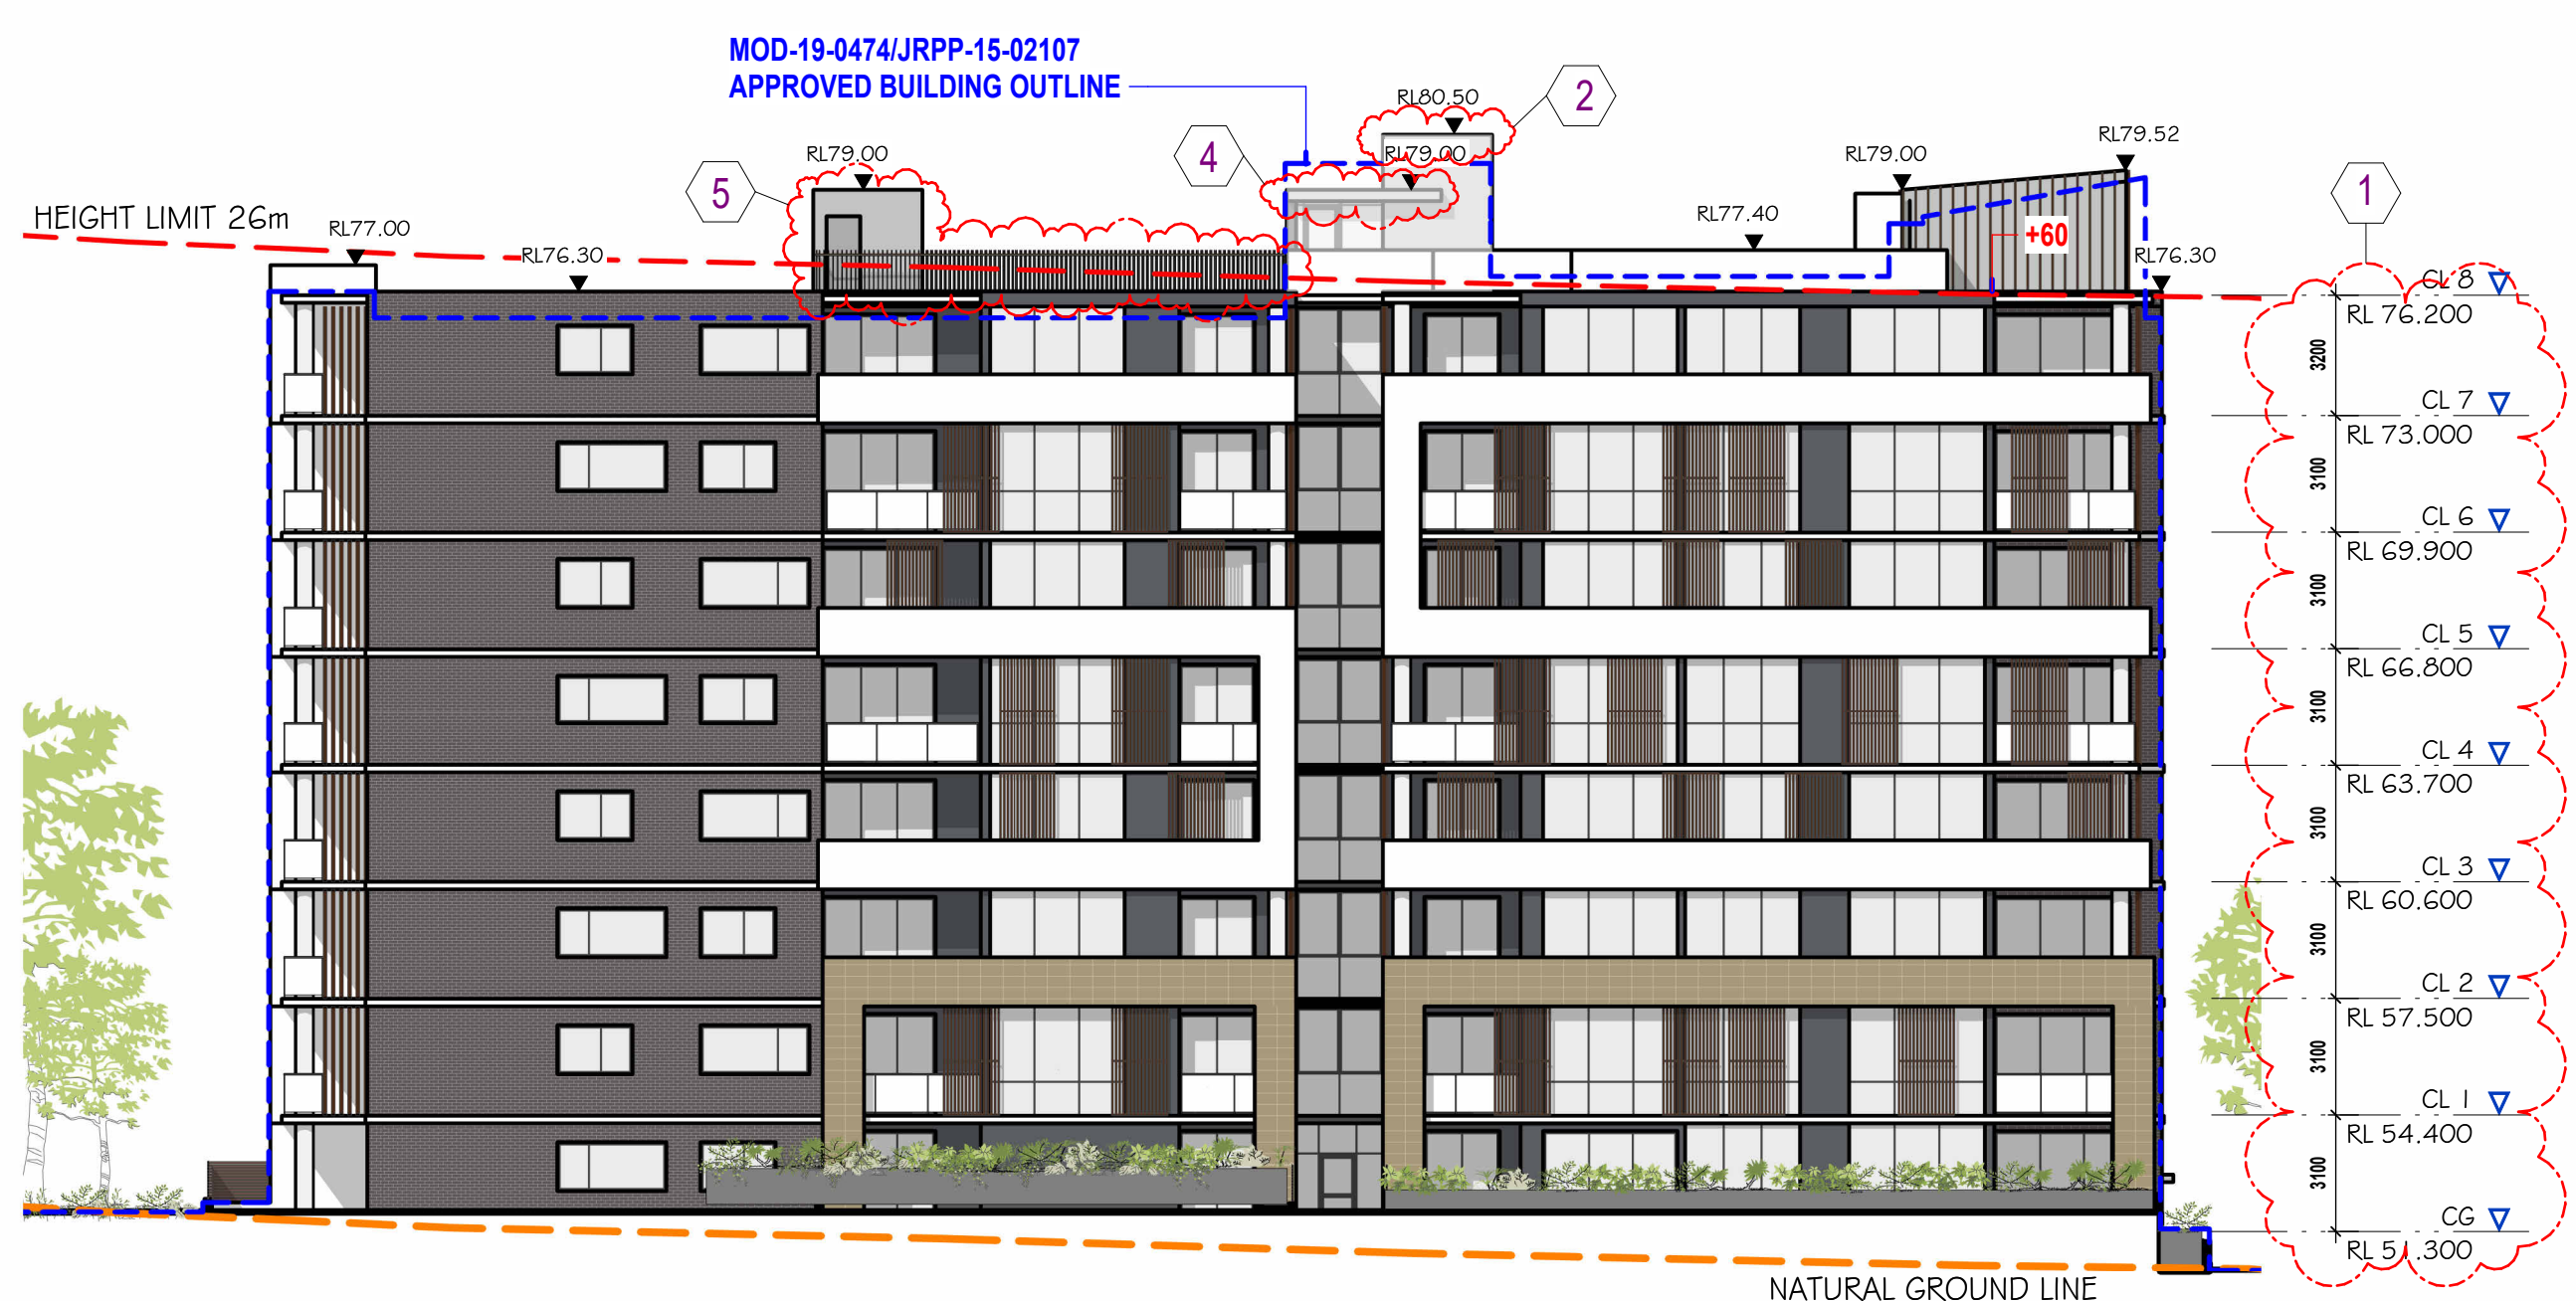 MOD-19-0474/JRPP-15-02107
APPROVED BUILDING OUTLINE
2
RL80.50
4
RL79.00
RL79.00
RL79.00
RL79.52
5
1
HEIGHT LIMIT 26m
RL77.00
RL77.40
+60
RL76.30
RL76.30
CL 8
RL 76.200
3200
CL 7
RL 73.000
3100
CL 6
RL 69.900
3100
CL 5
RL 66.800
3100
CL 4
RL 63.700
3100
CL 3
RL 60.600
3100
CL 2
RL 57.500
3100
CL 1
RL 54.400
3100
CG
RL 51.300
NATURAL GROUND LINE